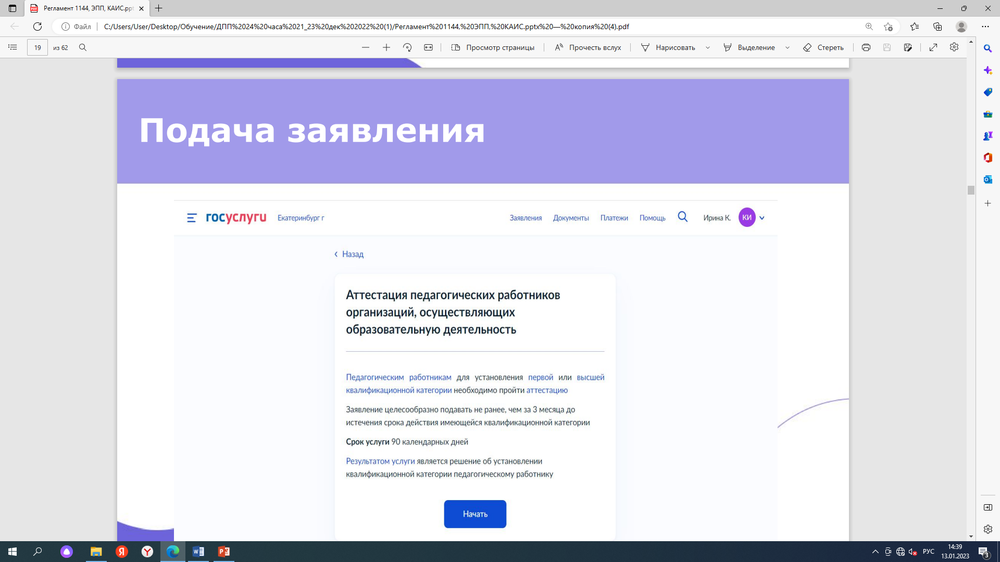 Регламент 1144, ЭПП, КАИС.ppt
Файл
C:/Users/User/Desktop/Обучение/ДПП%2024%20часа%2021_23%20дек%202022%20(1)/Регламент%201144,%20ЭПП,%20КАИС.pptx%20—%20копия%20(4).pdf
19 из 62
Просмотр страницы
Прочесть вслух
Нарисовать
Выделение
Стереть
Подача заявления
госуслуги
Екатеринбург г
Заявления
Документы
Платежи
Помощь
Ирина К.
КИ
Назад
Аттестация педагогических работников
организаций, осуществляющих
образовательную деятельность
Педагогическим работникам для установления первой или высшей
квалификационной категории необходимо пройти аттестацию
Заявление целесообразно подавать не ранее, чем за 3 месяца до
истечения срока действия имеющейся квалификационной категории
Срок услуги 90 календарных дней
Результатом услуги является решение об установлении
квалификационной категории педагогическому работнику
Начать
РУС
14:39
13.01.2023
3